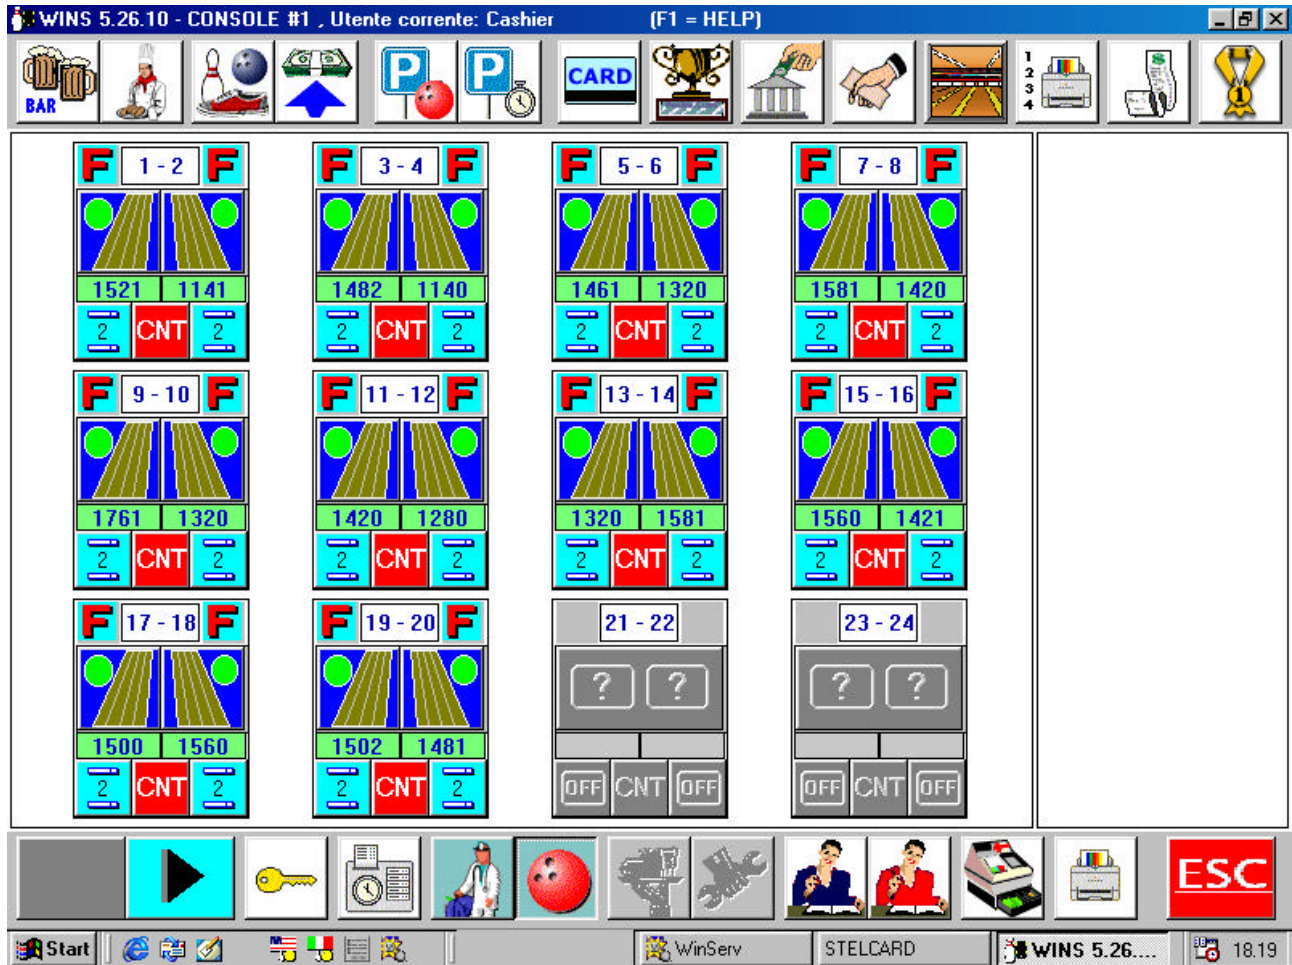 WINS 5.26.10 - CONSOLE #1 , Utente corrente: Cashier (F1 = HELP)
BAR P P CARD 1 2 3 4 $ 1
F 1 - 2 F F 3 - 4 F F 5 - 6 F F 7 - 8 F
1521 1141 1482 1140 1461 1320 1581 1420
2 CNT 2 2 CNT 2 2 CNT 2 2 CNT 2
F 9 - 10 F F 11 - 12 F F 13 - 14 F F 15 - 16 F
1761 1320 1420 1280 1320 1581 1560 1421
2 CNT 2 2 CNT 2 2 CNT 2 2 CNT 2
F 17 - 18 F F 19 - 20 F 21 - 22 23 - 24
? ? ? ?
1500 1560 1502 1481
2 CNT 2 2 CNT 2 OFF CNT OFF OFF CNT OFF
ESC
Start WinServ STELCARD WINS 5.26.... 18.19